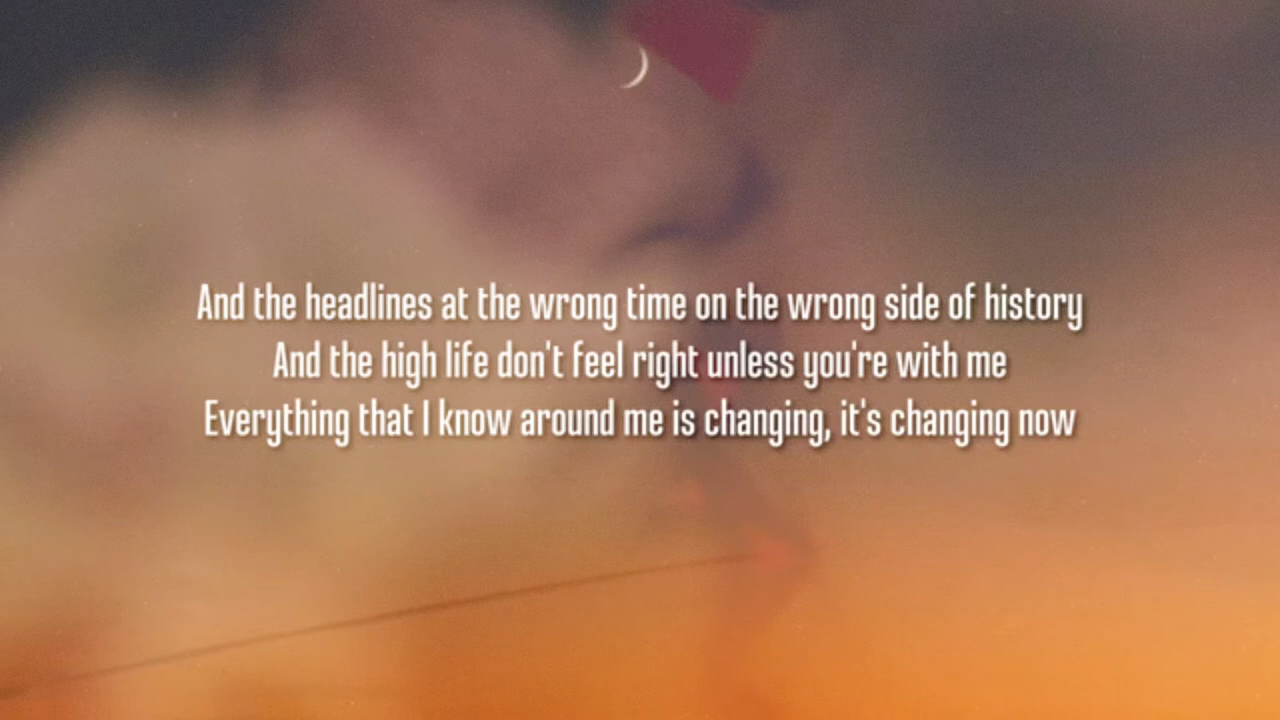 And the headlines at the wrong time on the wrong side of history
And the high life don't feel right unless you're with me
Everything that I know around me is changing, it's changing now